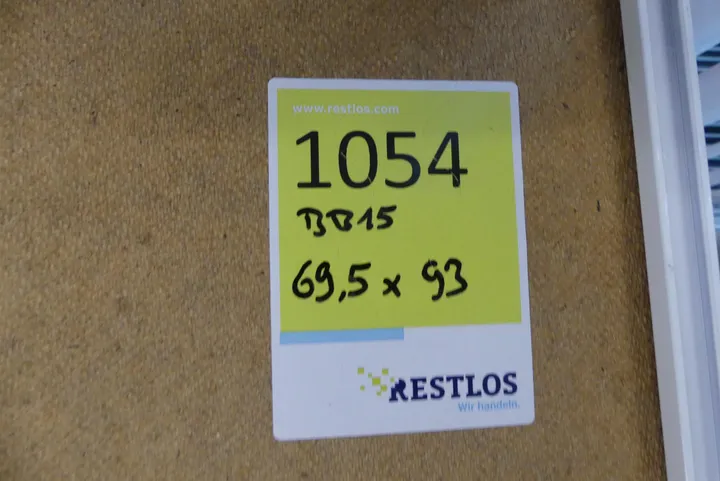 www.restlos.com
1054
BB15
69,5 x 93
RESTLOS
Wir handeln.